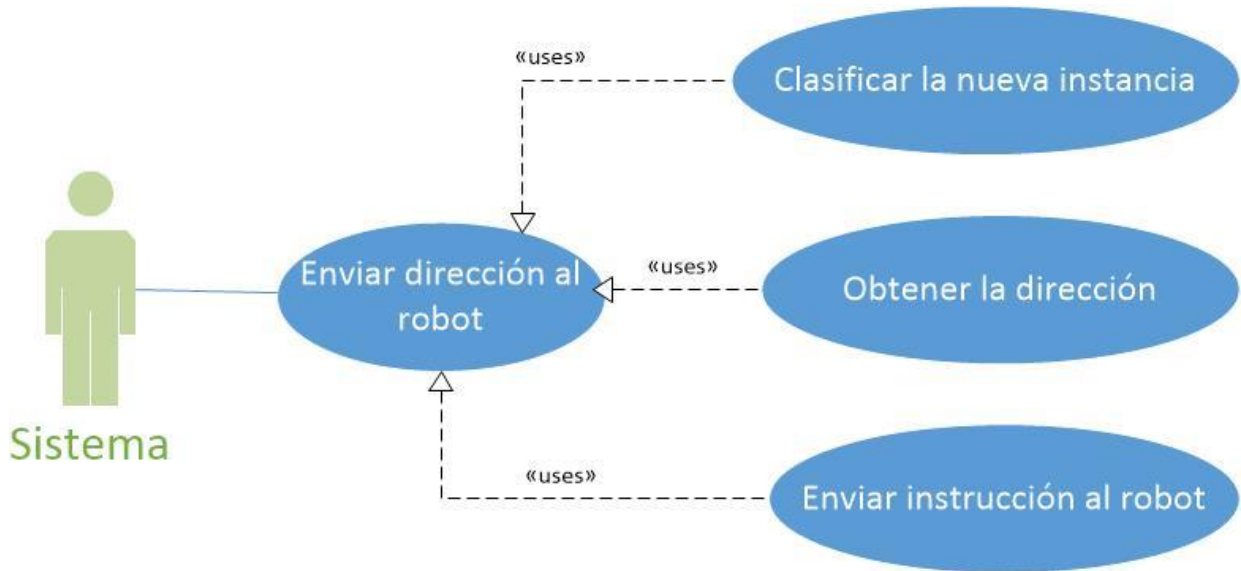 «uses»
Clasificar la nueva instancia
Enviar dirección al
robot
«uses»
Obtener la dirección
Sistema
«uses»
Enviar instrucción al robot